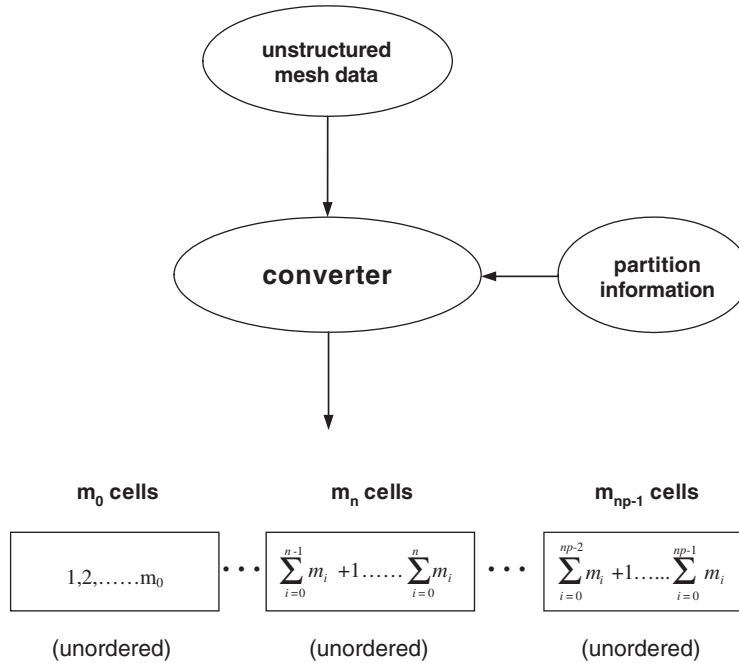 unstructured
mesh data
converter
partition
information
m₀ cells
mₙ cells
mₙₚ₋₁ cells
1,2,......m₀
• • •
n-1 ∑ i=0 mᵢ +1...... n ∑ i=0 mᵢ
• • •
np-2 ∑ i=0 mᵢ +1...... np-1 ∑ i=0 mᵢ
(unordered)
(unordered)
(unordered)